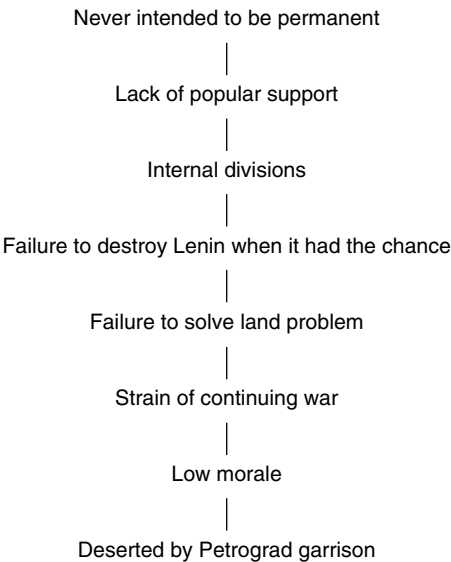 Never intended to be permanent
Lack of popular support
Internal divisions
Failure to destroy Lenin when it had the chance
Failure to solve land problem
Strain of continuing war
Low morale
Deserted by Petrograd garrison